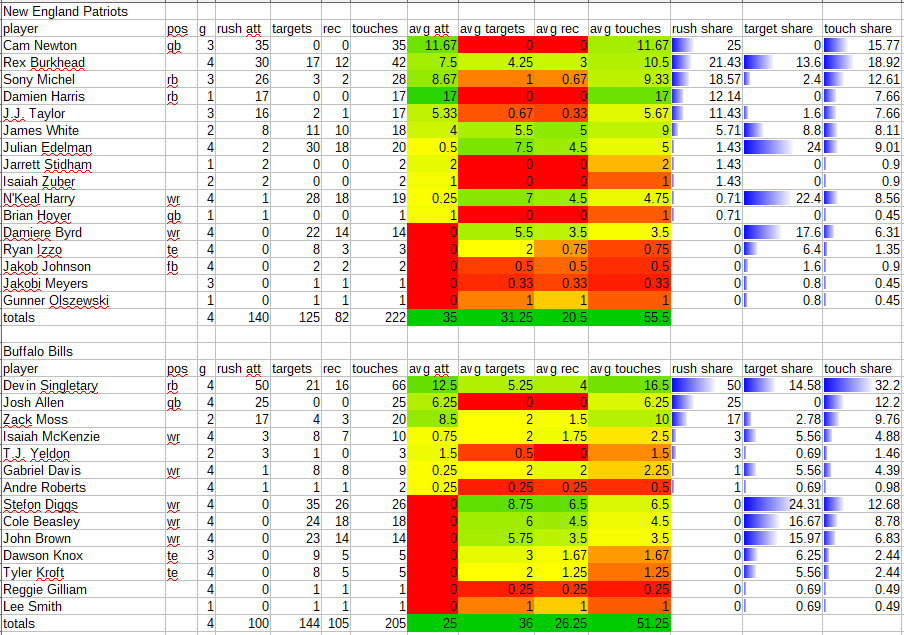 New England Patriots
player pos g rush att targets rec touches avg att avg targets avg rec avg touches rush share target share touch share
Cam Newton qb 3 35 0 0 35 11.67 0 0 11.67 25 0 15.77
Rex Burkhead 4 30 17 12 42 7.5 4.25 3 10.5 21.43 13.6 18.92
Sony Michel rb 3 26 3 2 28 8.67 1 0.67 9.33 18.57 2.4 12.61
Damien Harris rb 1 17 0 0 17 17 0 0 17 12.14 0 7.66
J.J. Taylor 3 16 2 1 17 5.33 0.67 0.33 5.67 11.43 1.6 7.66
James White 2 8 11 10 18 4 5.5 5 9 5.71 8.8 8.11
Julian Edelman 4 2 30 18 20 0.5 7.5 4.5 5 1.43 24 9.01
Jarrett Stidham 1 2 0 0 2 2 0 0 2 1.43 0 0.9
Isaiah Zuber 2 2 0 0 2 1 0 0 1 1.43 0 0.9
N'Keal Harry wr 4 1 28 18 19 0.25 7 4.5 4.75 0.71 22.4 8.56
Brian Hoyer qb 1 1 0 0 1 1 0 0 1 0.71 0 0.45
Damiere Byrd wr 4 0 22 14 14 0 5.5 3.5 3.5 0 17.6 6.31
Ryan Izzo te 4 0 8 3 3 0 2 0.75 0.75 0 6.4 1.35
Jakob Johnson fb 4 0 2 2 2 0 0.5 0.5 0.5 0 1.6 0.9
Jakobi Meyers 3 0 1 1 1 0 0.33 0.33 0.33 0 0.8 0.45
Gunner Olszewski 1 0 1 1 1 0 1 1 1 0 0.8 0.45
totals 4 140 125 82 222 35 31.25 20.5 55.5
Buffalo Bills
player pos g rush att targets rec touches avg att avg targets avg rec avg touches rush share target share touch share
Devin Singletary rb 4 50 21 16 66 12.5 5.25 4 16.5 50 14.58 32.2
Josh Allen qb 4 25 0 0 25 6.25 0 0 6.25 25 0 12.2
Zack Moss 2 17 4 3 20 8.5 2 1.5 10 17 2.78 9.76
Isaiah McKenzie wr 4 3 8 7 10 0.75 2 1.75 2.5 3 5.56 4.88
T.J. Yeldon 2 3 1 0 3 1.5 0.5 0 1.5 3 0.69 1.46
Gabriel Davis wr 4 1 8 8 9 0.25 2 2 2.25 1 5.56 4.39
Andre Roberts 4 1 1 1 2 0.25 0.25 0.25 0.5 1 0.69 0.98
Stefon Diggs wr 4 0 35 26 26 0 8.75 6.5 6.5 0 24.31 12.68
Cole Beasley wr 4 0 24 18 18 0 6 4.5 4.5 0 16.67 8.78
John Brown wr 4 0 23 14 14 0 5.75 3.5 3.5 0 15.97 6.83
Dawson Knox te 3 0 9 5 5 0 3 1.67 1.67 0 6.25 2.44
Tyler Kroft te 4 0 8 5 5 0 2 1.25 1.25 0 5.56 2.44
Reggie Gilliam 4 0 1 1 1 0 0.25 0.25 0.25 0 0.69 0.49
Lee Smith 1 0 1 1 1 0 1 1 1 0 0.69 0.49
totals 4 100 144 105 205 25 36 26.25 51.25